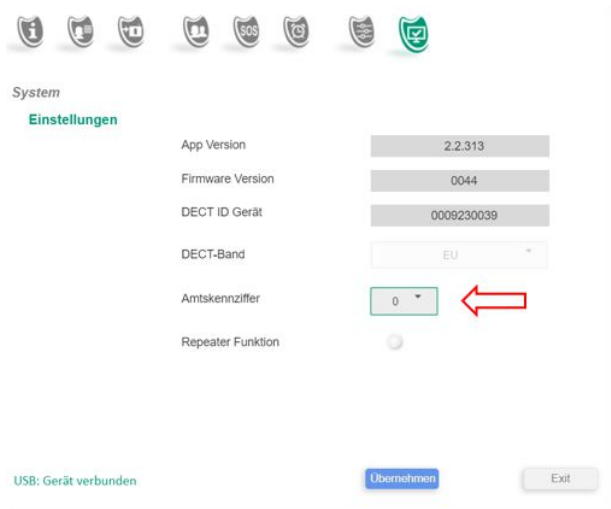 SOS
System
Einstellungen
App Version 2.2.313
Firmware Version 0044
DECT ID Gerät 0009230039
DECT-Band EU
Amtskennziffer 0
Repeater Funktion
USB: Gerät verbunden Übernehmen Exit